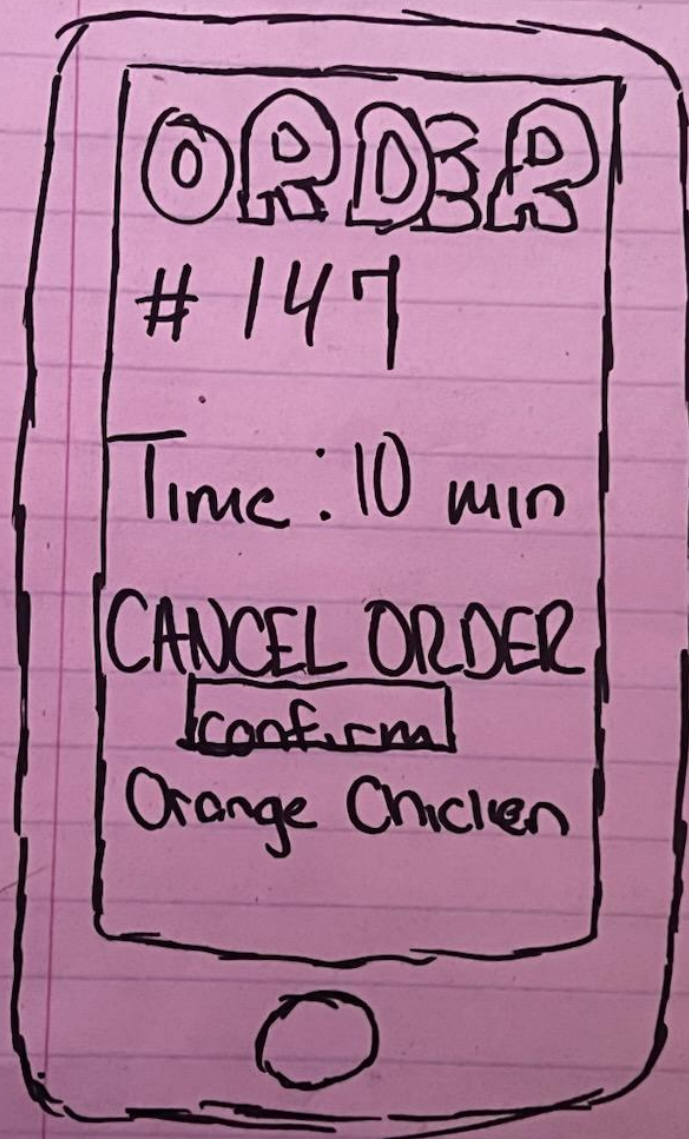 ORDER
# 147
Time : 10 min
CANCEL ORDER
confirm
Orange Chicken